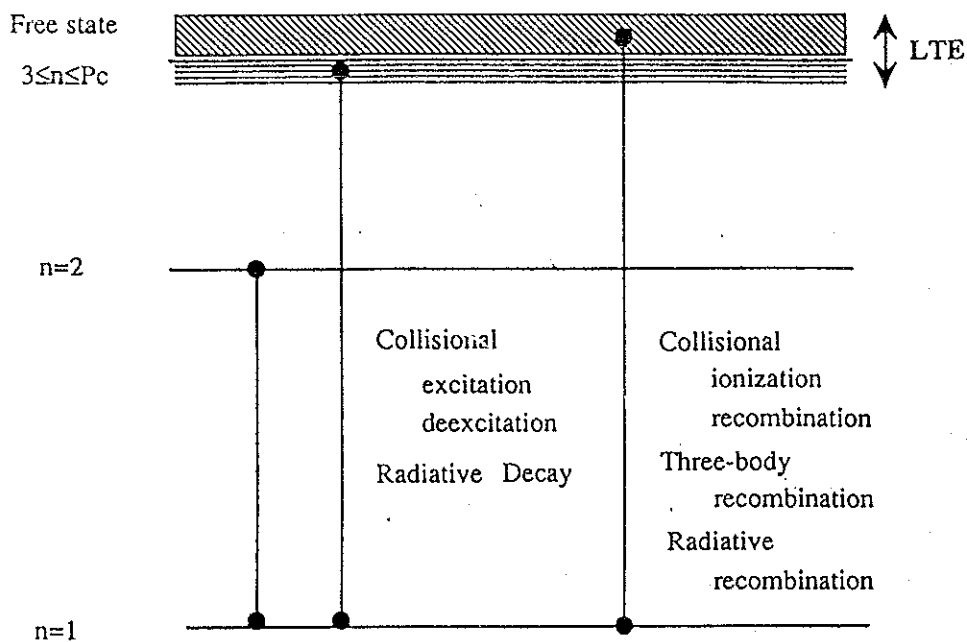 Free state
LTE
3≤n≤Pc
n=2
Collisional
excitation
deexcitation
Radiative Decay
Collisional
ionization
recombination
Three-body
recombination
Radiative
recombination
n=1